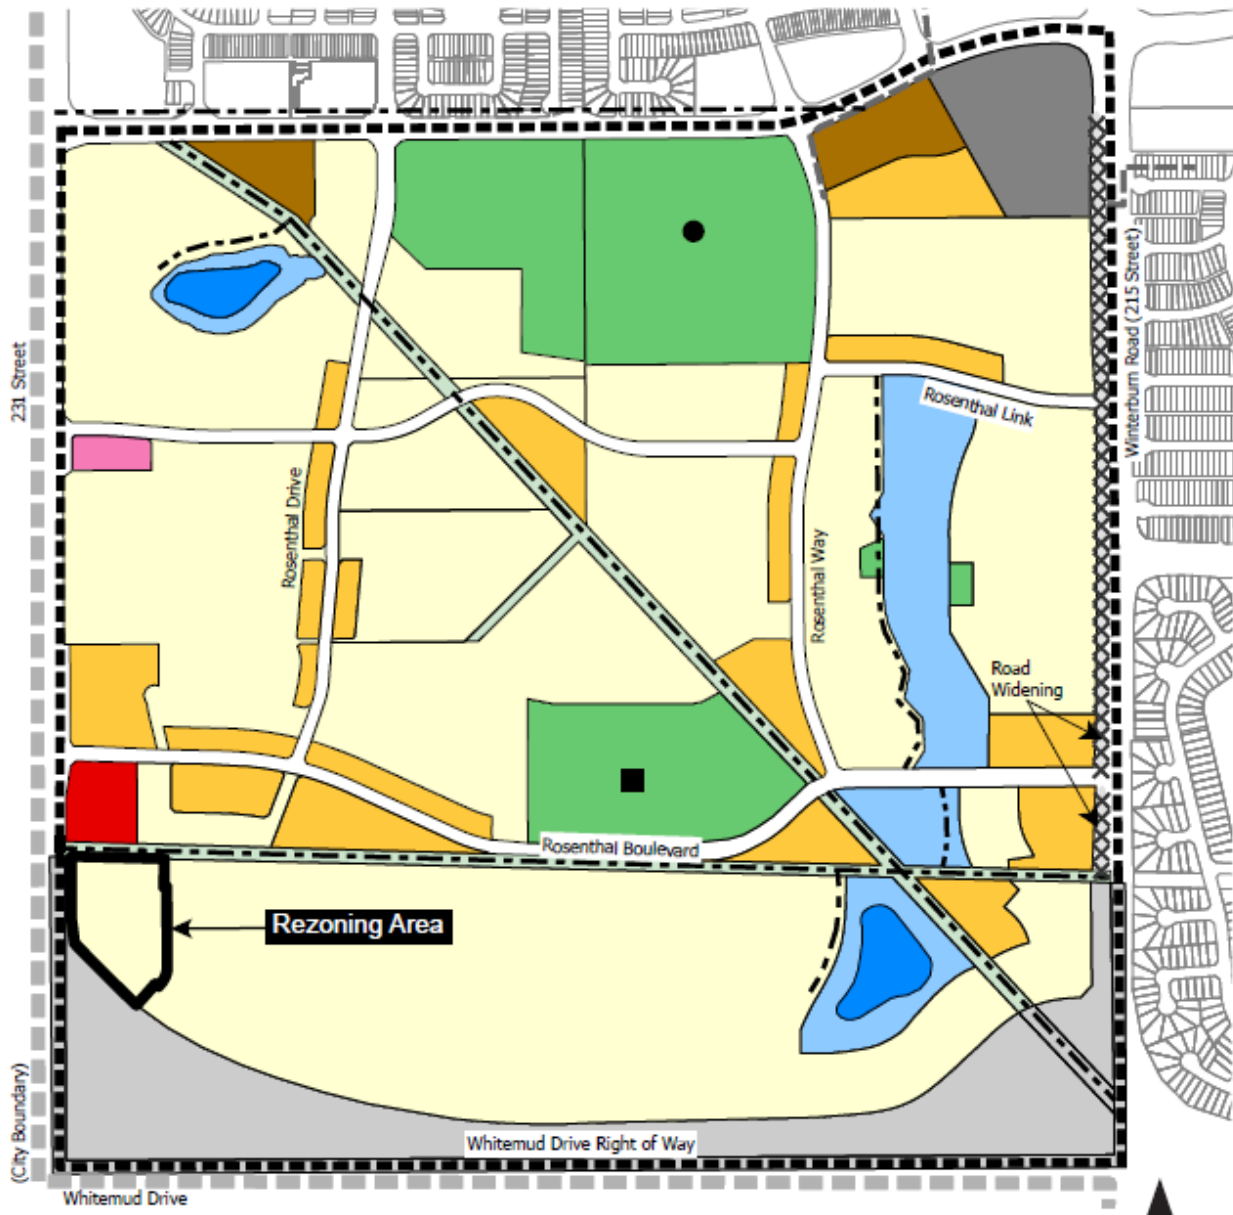 231 Street
Winterburn Road (215 Street)
Rosenthal Link
Rosenthal Drive
Rosenthal Way
Road
Widening
Rosenthal Boulevard
Rezoning Area
(City Boundary)
Whitemud Drive Right of Way
Whitemud Drive